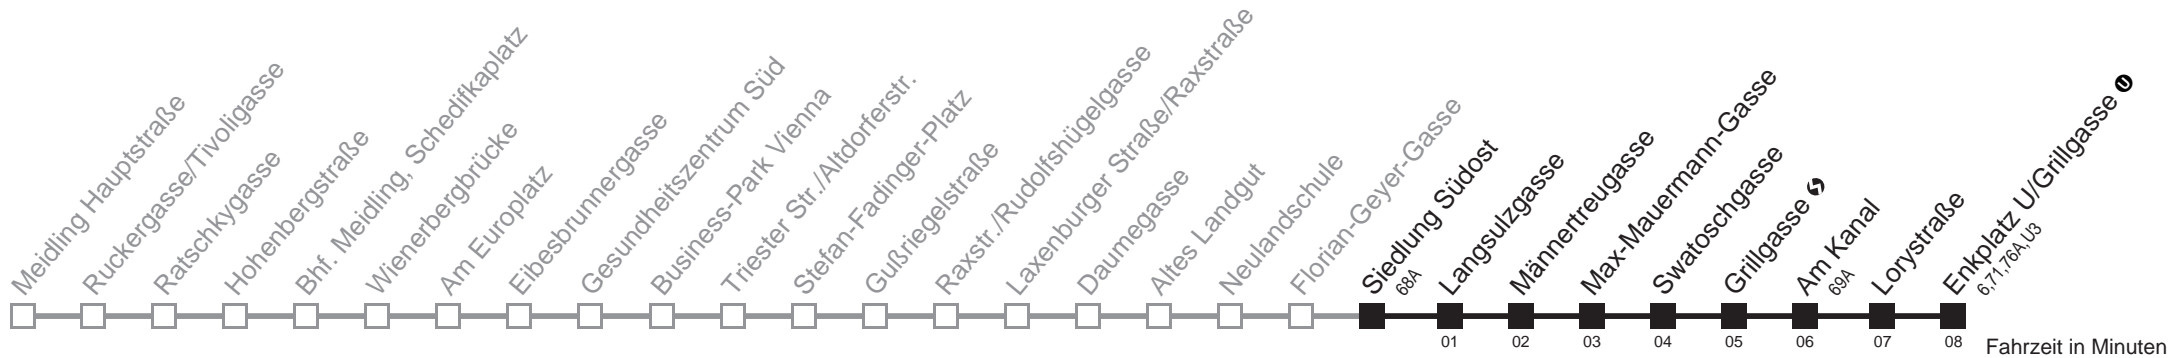 Meidling Hauptstraße
Ruckergasse/Tivoligasse
Ratschkygasse
Hohenbergstraße
Bhf. Meidling, Schedifkaplatz
Wienerbergbrücke
Am Europlatz
Eibesbrunnergasse
Gesundheitszentrum Süd
Business-Park Vienna
Triester Str./Altdorferstr.
Stefan-Fadinger-Platz
Gußriegelstraße
Raxstr./Rudolfshügelgasse
Laxenburger Straße/Raxstraße
Daumegasse
Altes Landgut
Neulandschule
Florian-Geyer-Gasse
Siedlung Südost
68A
Langsulzgasse
Männertreugasse
Max-Mauermann-Gasse
Swatoschgasse
Grillgasse
Am Kanal
69A
Lorystraße
Enkplatz U/Grillgasse U
6,71,76A,U3
01 02 03 04 05 06 07 08 Fahrzeit in Minuten